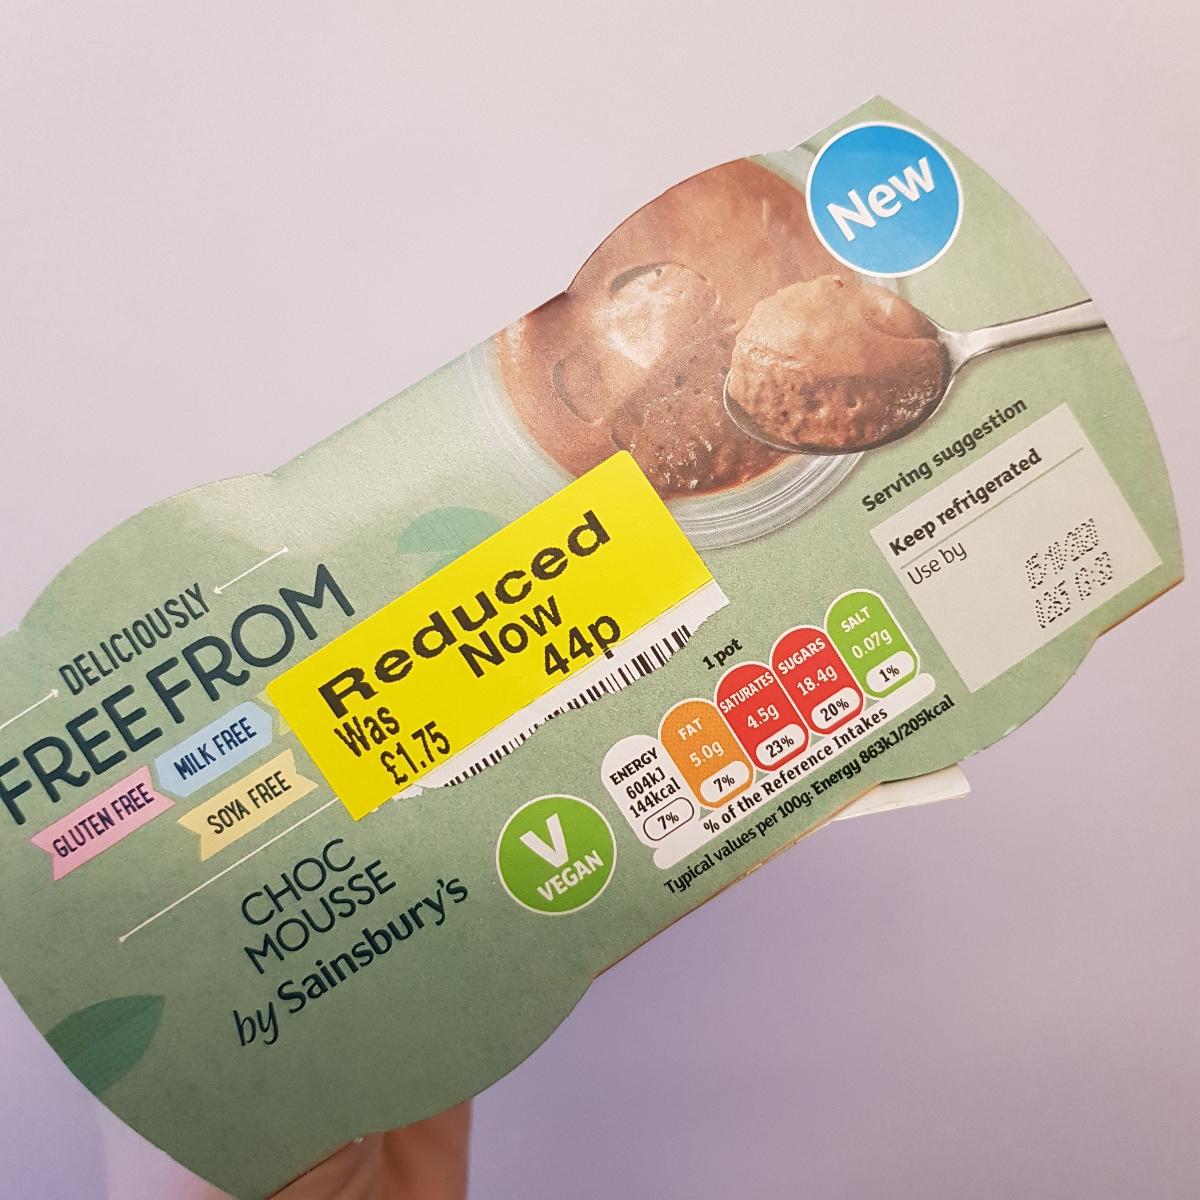 New
Serving suggestion
Keep refrigerated
Use by
15-10-2020
DELICIOUSLY
FREE FROM
GLUTEN FREE
MILK FREE
SOYA FREE
Reduced
Now
44p
Was
£1.75
CHOC
MOUSSE
by Sainsbury's
V
VEGAN
1 pot
ENERGY
604kJ
144kcal
7%
FAT
5.0g
7%
SATURATES
4.5g
23%
SUGARS
18.4g
20%
SALT
0.07g
1%
% of the Reference Intakes
Typical values per 100g: Energy 863kJ/205kcal